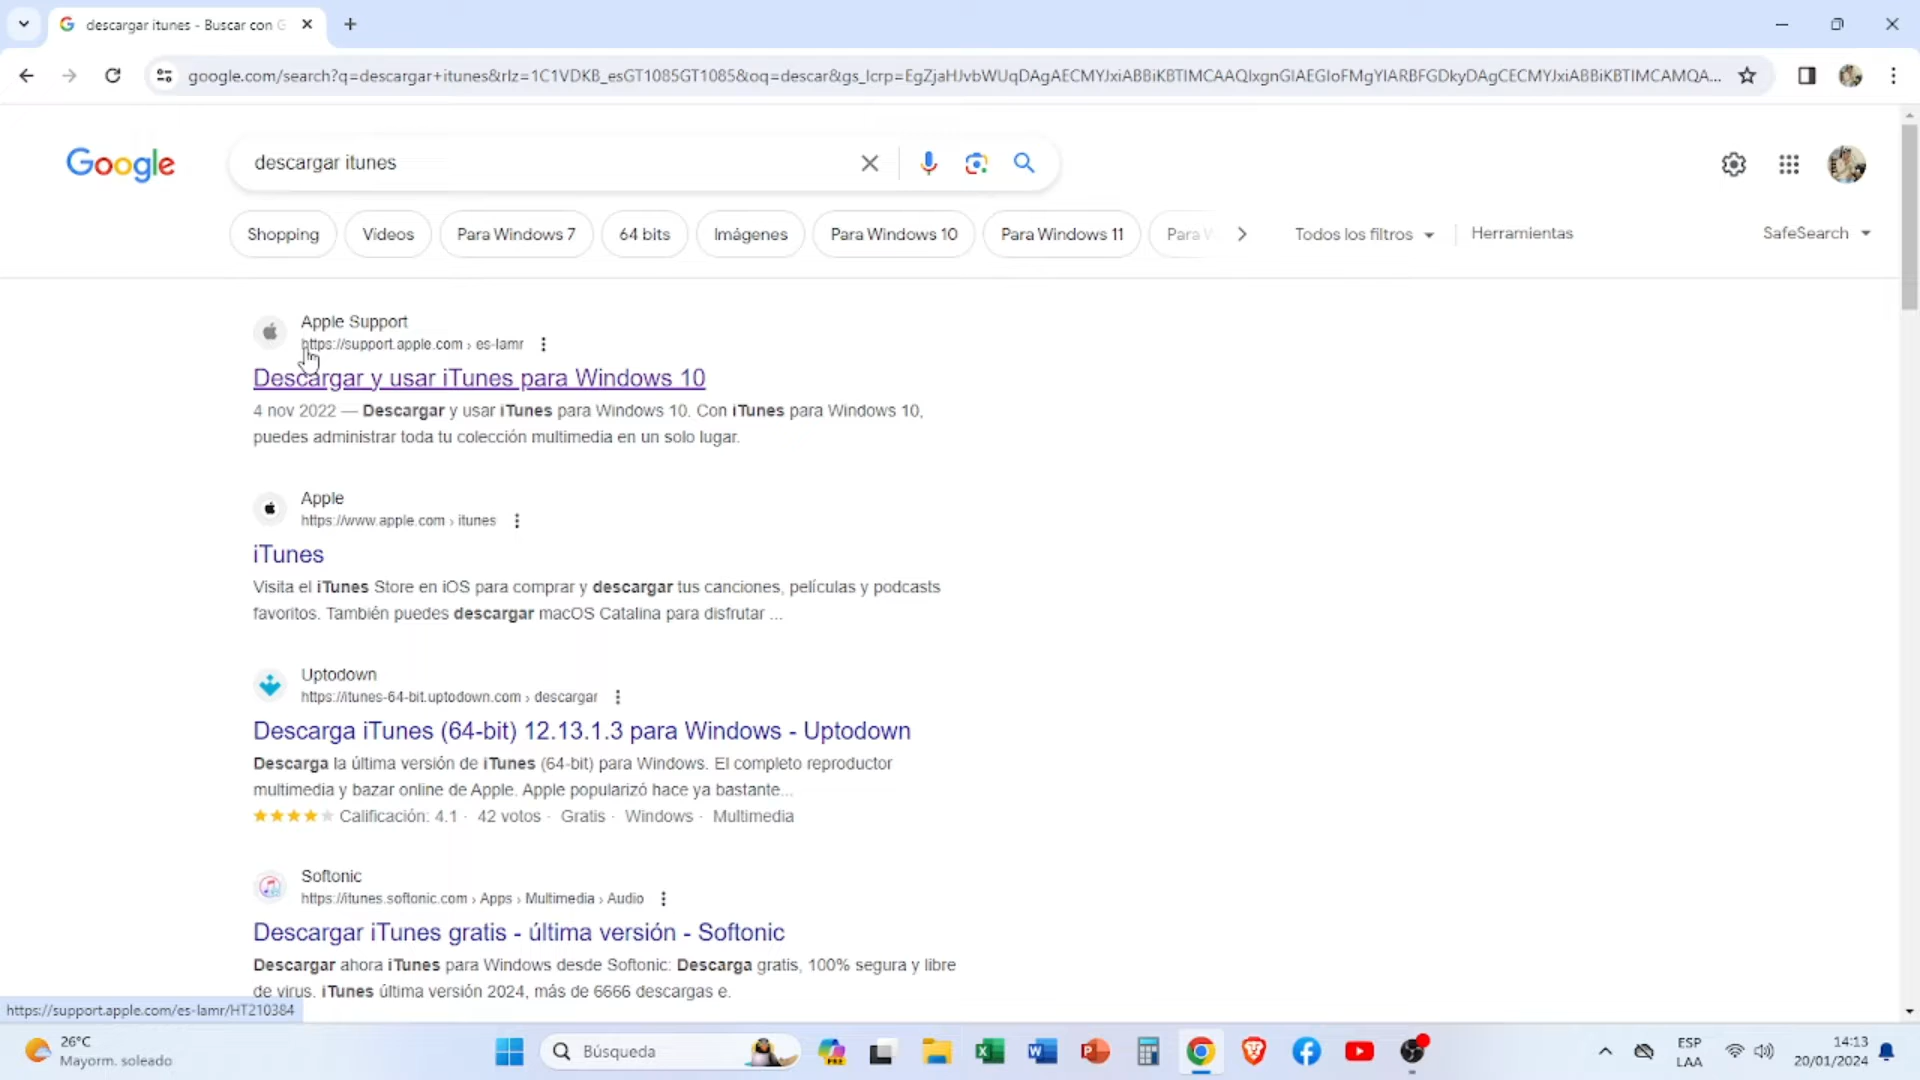 descargar itunes - Buscar con G
google.com/search?q=descargar+itunes&rlz=1C1VDKB_esGT1085GT1085&oq=descar&gs_lcrp=EgZjaHJvbWUqDAgAECMYJxiABBiKBTIMCAAQIxgnGIAEGIoFMgYIARBFGDkyDAgCECMYJxiABBiKBTIMCAMQA...
Google
descargar itunes
Shopping
Videos
Para Windows 7
64 bits
Imágenes
Para Windows 10
Para Windows 11
Para W
Todos los filtros
Herramientas
SafeSearch
Apple Support
https://support.apple.com › es-lamr
Descargar y usar iTunes para Windows 10
4 nov 2022 — Descargar y usar iTunes para Windows 10. Con iTunes para Windows 10,
puedes administrar toda tu colección multimedia en un solo lugar.
Apple
https://www.apple.com › itunes
iTunes
Visita el iTunes Store en iOS para comprar y descargar tus canciones, películas y podcasts
favoritos. También puedes descargar macOS Catalina para disfrutar ...
Uptodown
https://itunes-64-bit.uptodown.com › descargar
Descarga iTunes (64-bit) 12.13.1.3 para Windows - Uptodown
Descarga la última versión de iTunes (64-bit) para Windows. El completo reproductor
multimedia y bazar online de Apple. Apple popularizó hace ya bastante...
Calificación: 4.1 · 42 votos · Gratis · Windows · Multimedia
Softonic
https://itunes.softonic.com › Apps › Multimedia › Audio
Descargar iTunes gratis - última versión - Softonic
Descargar ahora iTunes para Windows desde Softonic: Descarga gratis, 100% segura y libre
de virus. iTunes última versión 2024, más de 6666 descargas e.
https://support.apple.com/es-lamr/HT210384
26°C
Mayorm. soleado
Búsqueda
PRE
ESP
LAA
14:13
20/01/2024